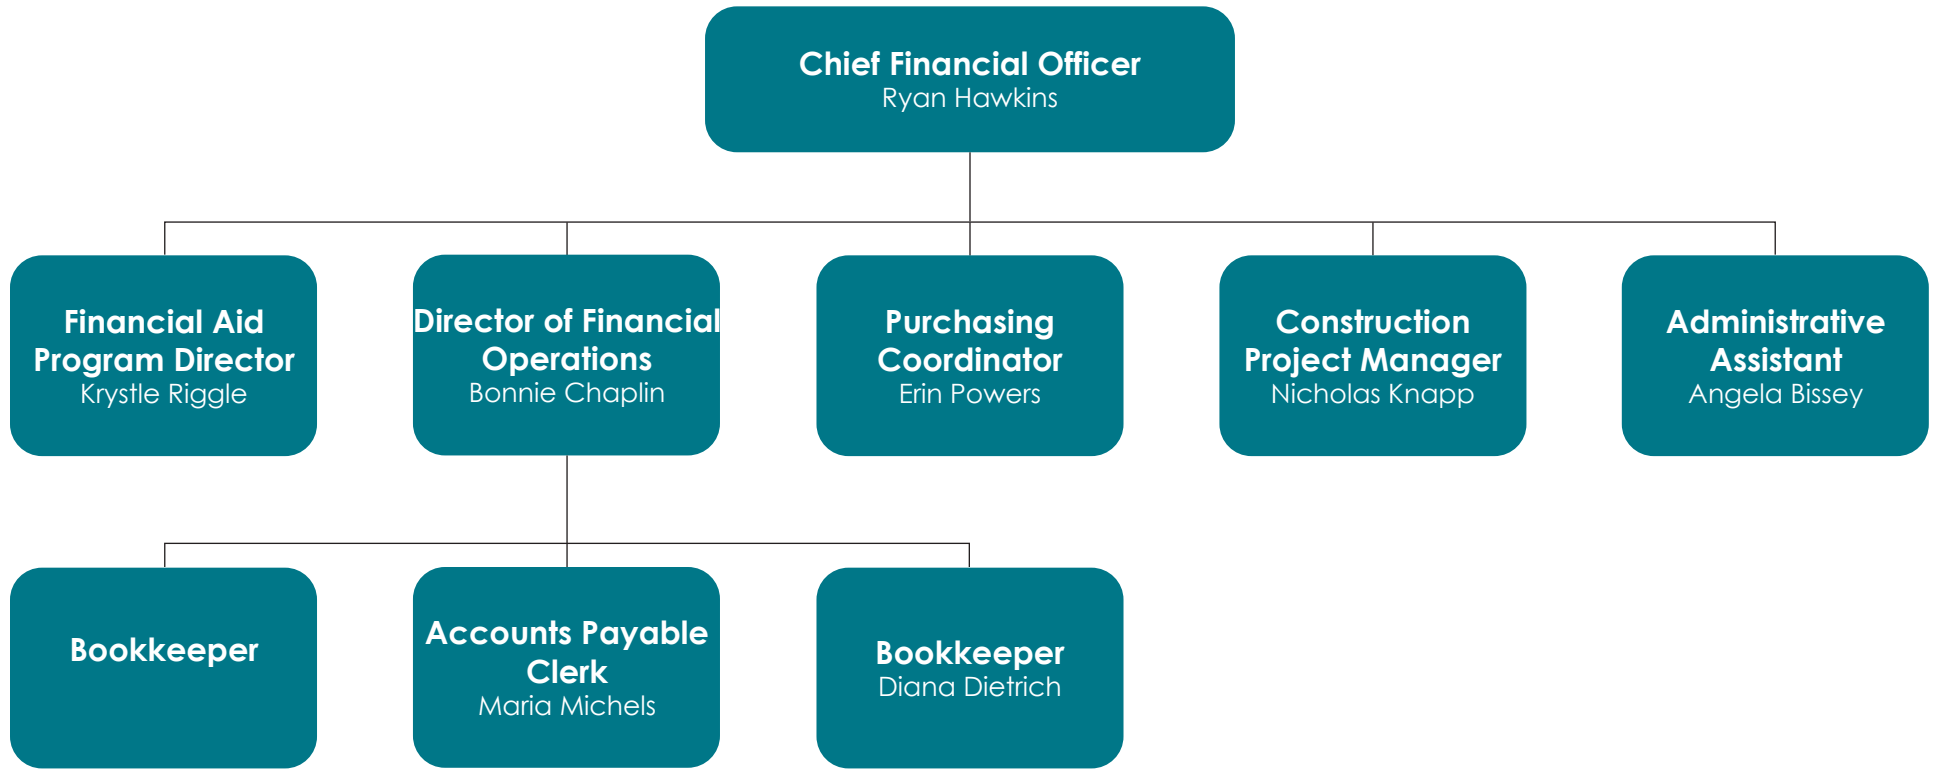 Chief Financial Officer
Ryan Hawkins
Financial Aid
Program Director
Krystle Riggle
Director of Financial
Operations
Bonnie Chaplin
Purchasing
Coordinator
Erin Powers
Construction
Project Manager
Nicholas Knapp
Administrative
Assistant
Angela Bissey
Bookkeeper
Accounts Payable
Clerk
Maria Michels
Bookkeeper
Diana Dietrich